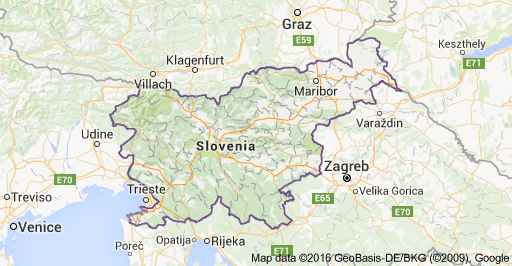 Graz
E59
Keszthely
E71
Klagenfurt
Villach
Maribor
Varaždin
Udine
Slovenia
Zagreb
E70
Treviso
Trieste
E65
Velika Gorica
E70
Venice
Poreč
Opatija
Rijeka
E71
Map data ©2016 GeoBasis-DE/BKG (©2009), Google